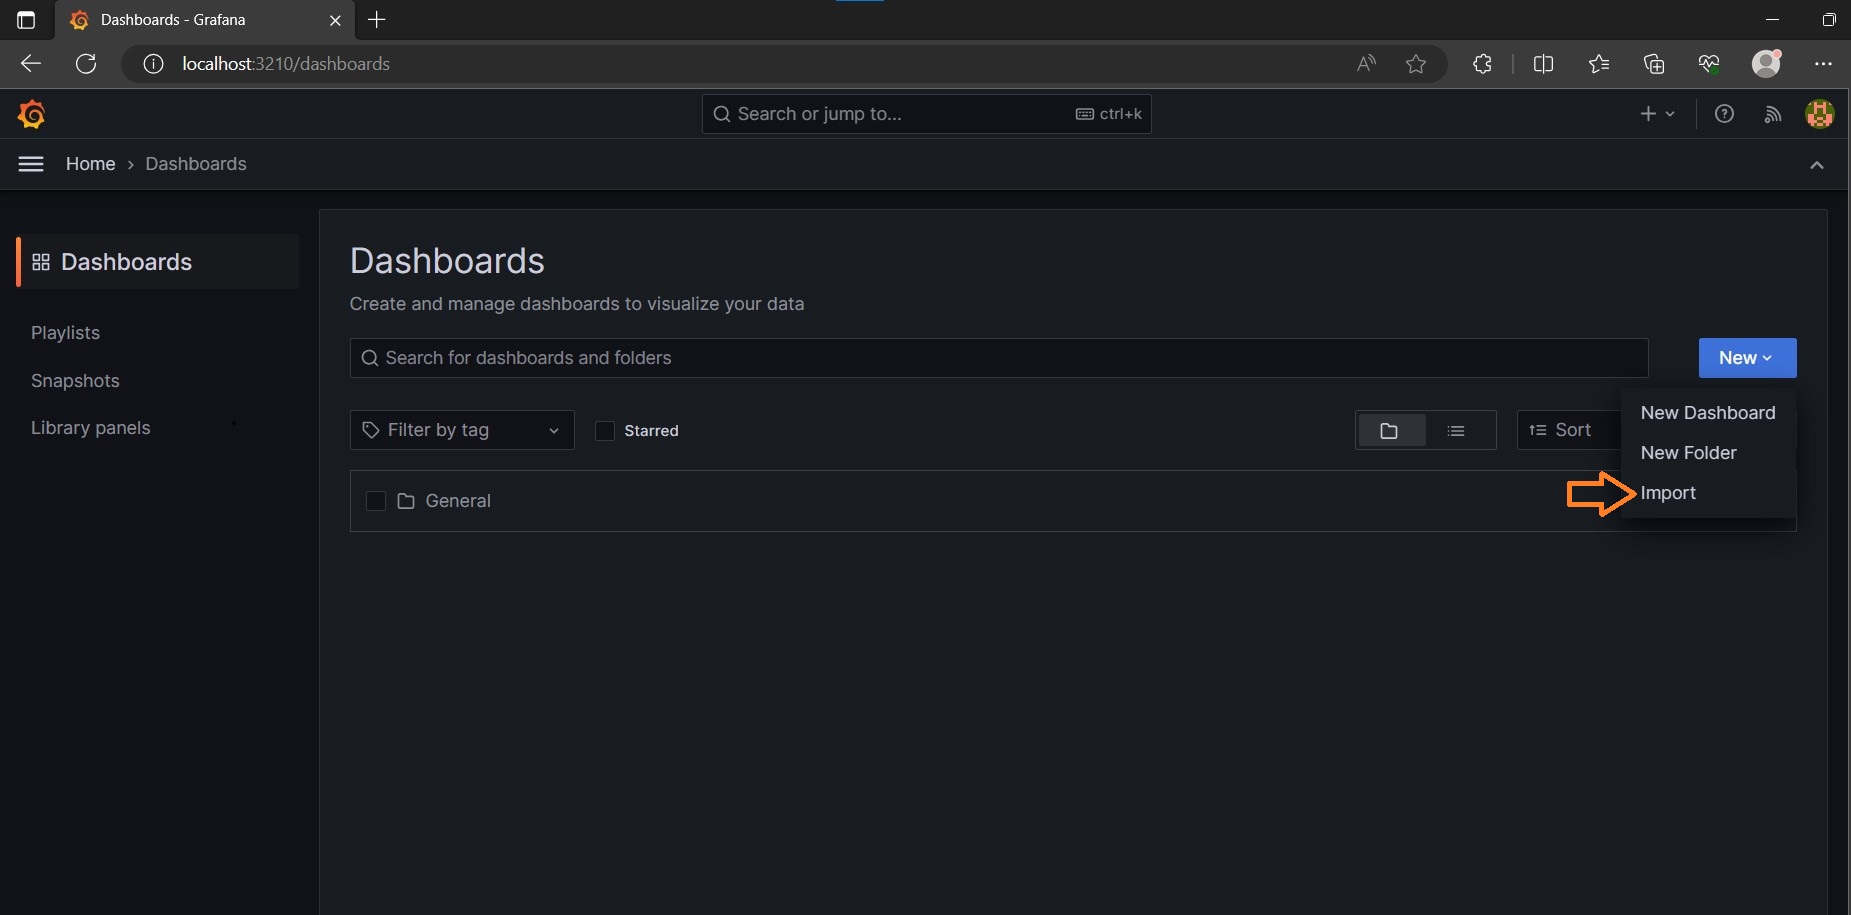 Dashboards - Grafana
localhost:3210/dashboards
Search or jump to... ctrl+k
Home › Dashboards
Dashboards
Playlists
Snapshots
Library panels
Dashboards
Create and manage dashboards to visualize your data
Search for dashboards and folders
New
Filter by tag
Starred
Sort
General
New Dashboard
New Folder
Import